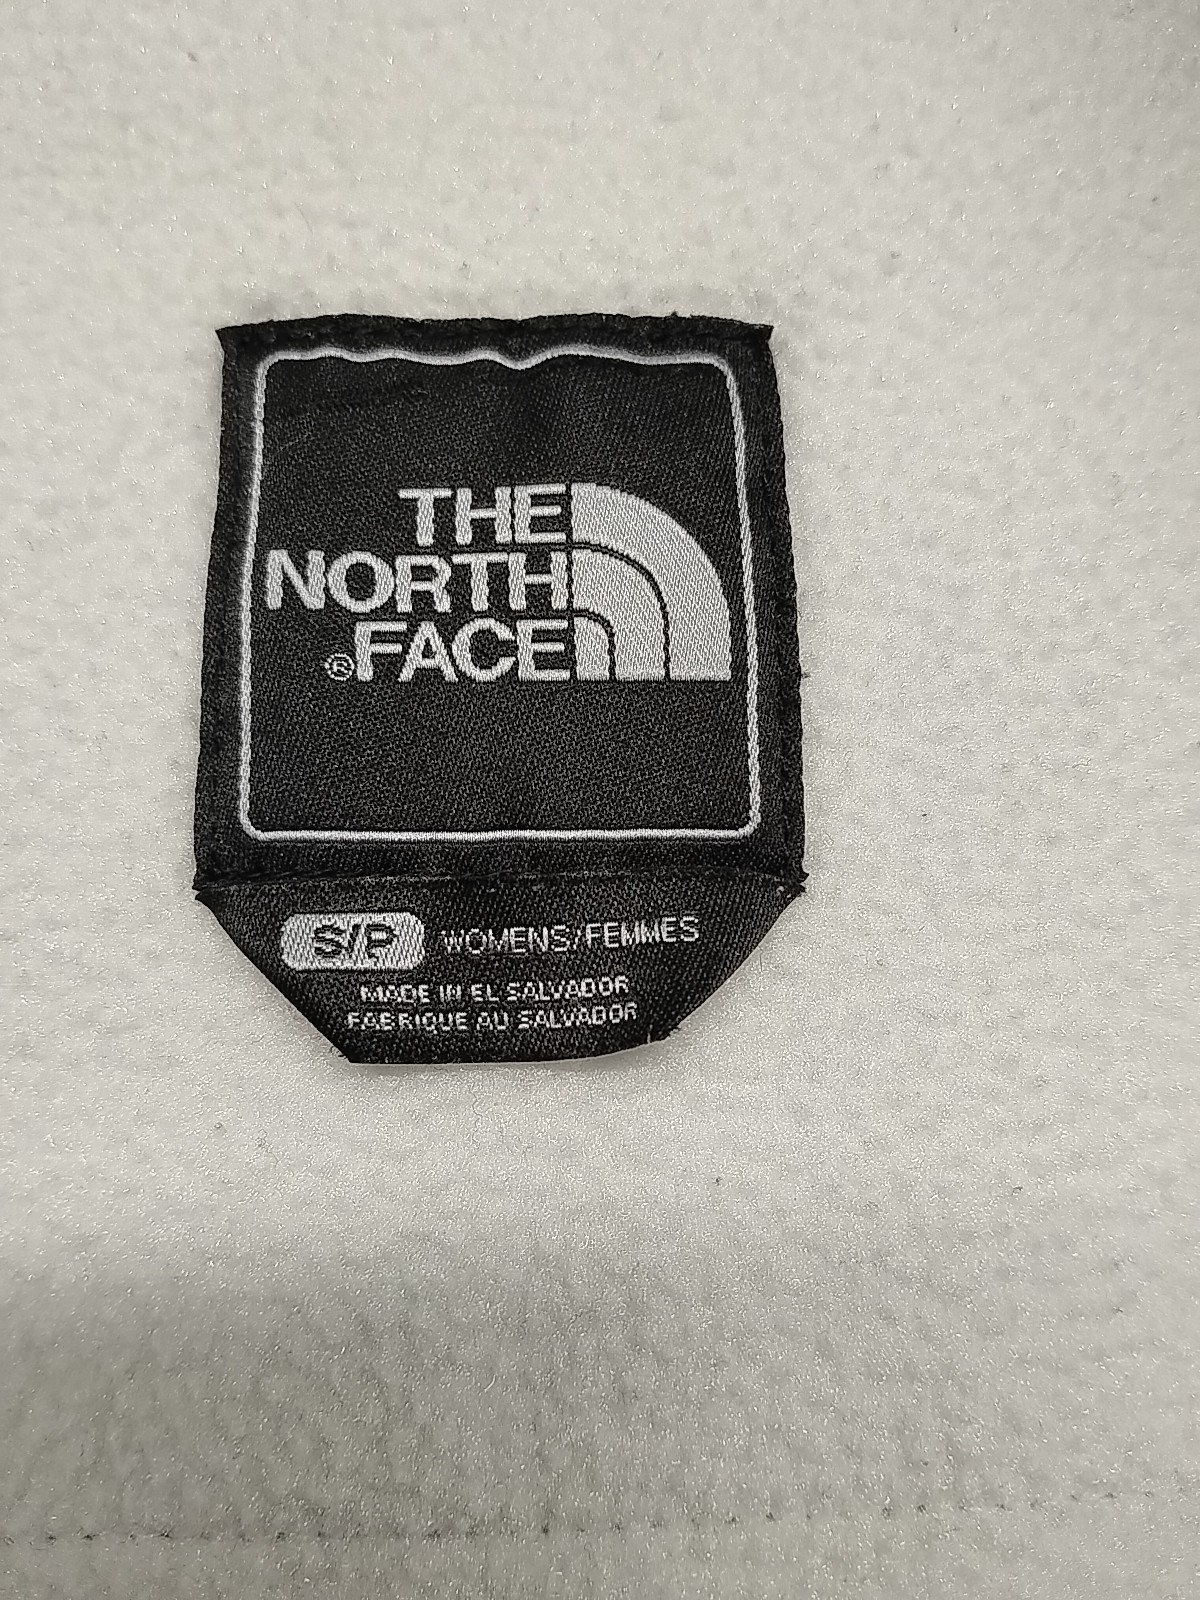 THE
NORTH
®FACE
S/P WOMENS/FEMMES
MADE IN EL SALVADOR
FABRIQUE AU SALVADOR